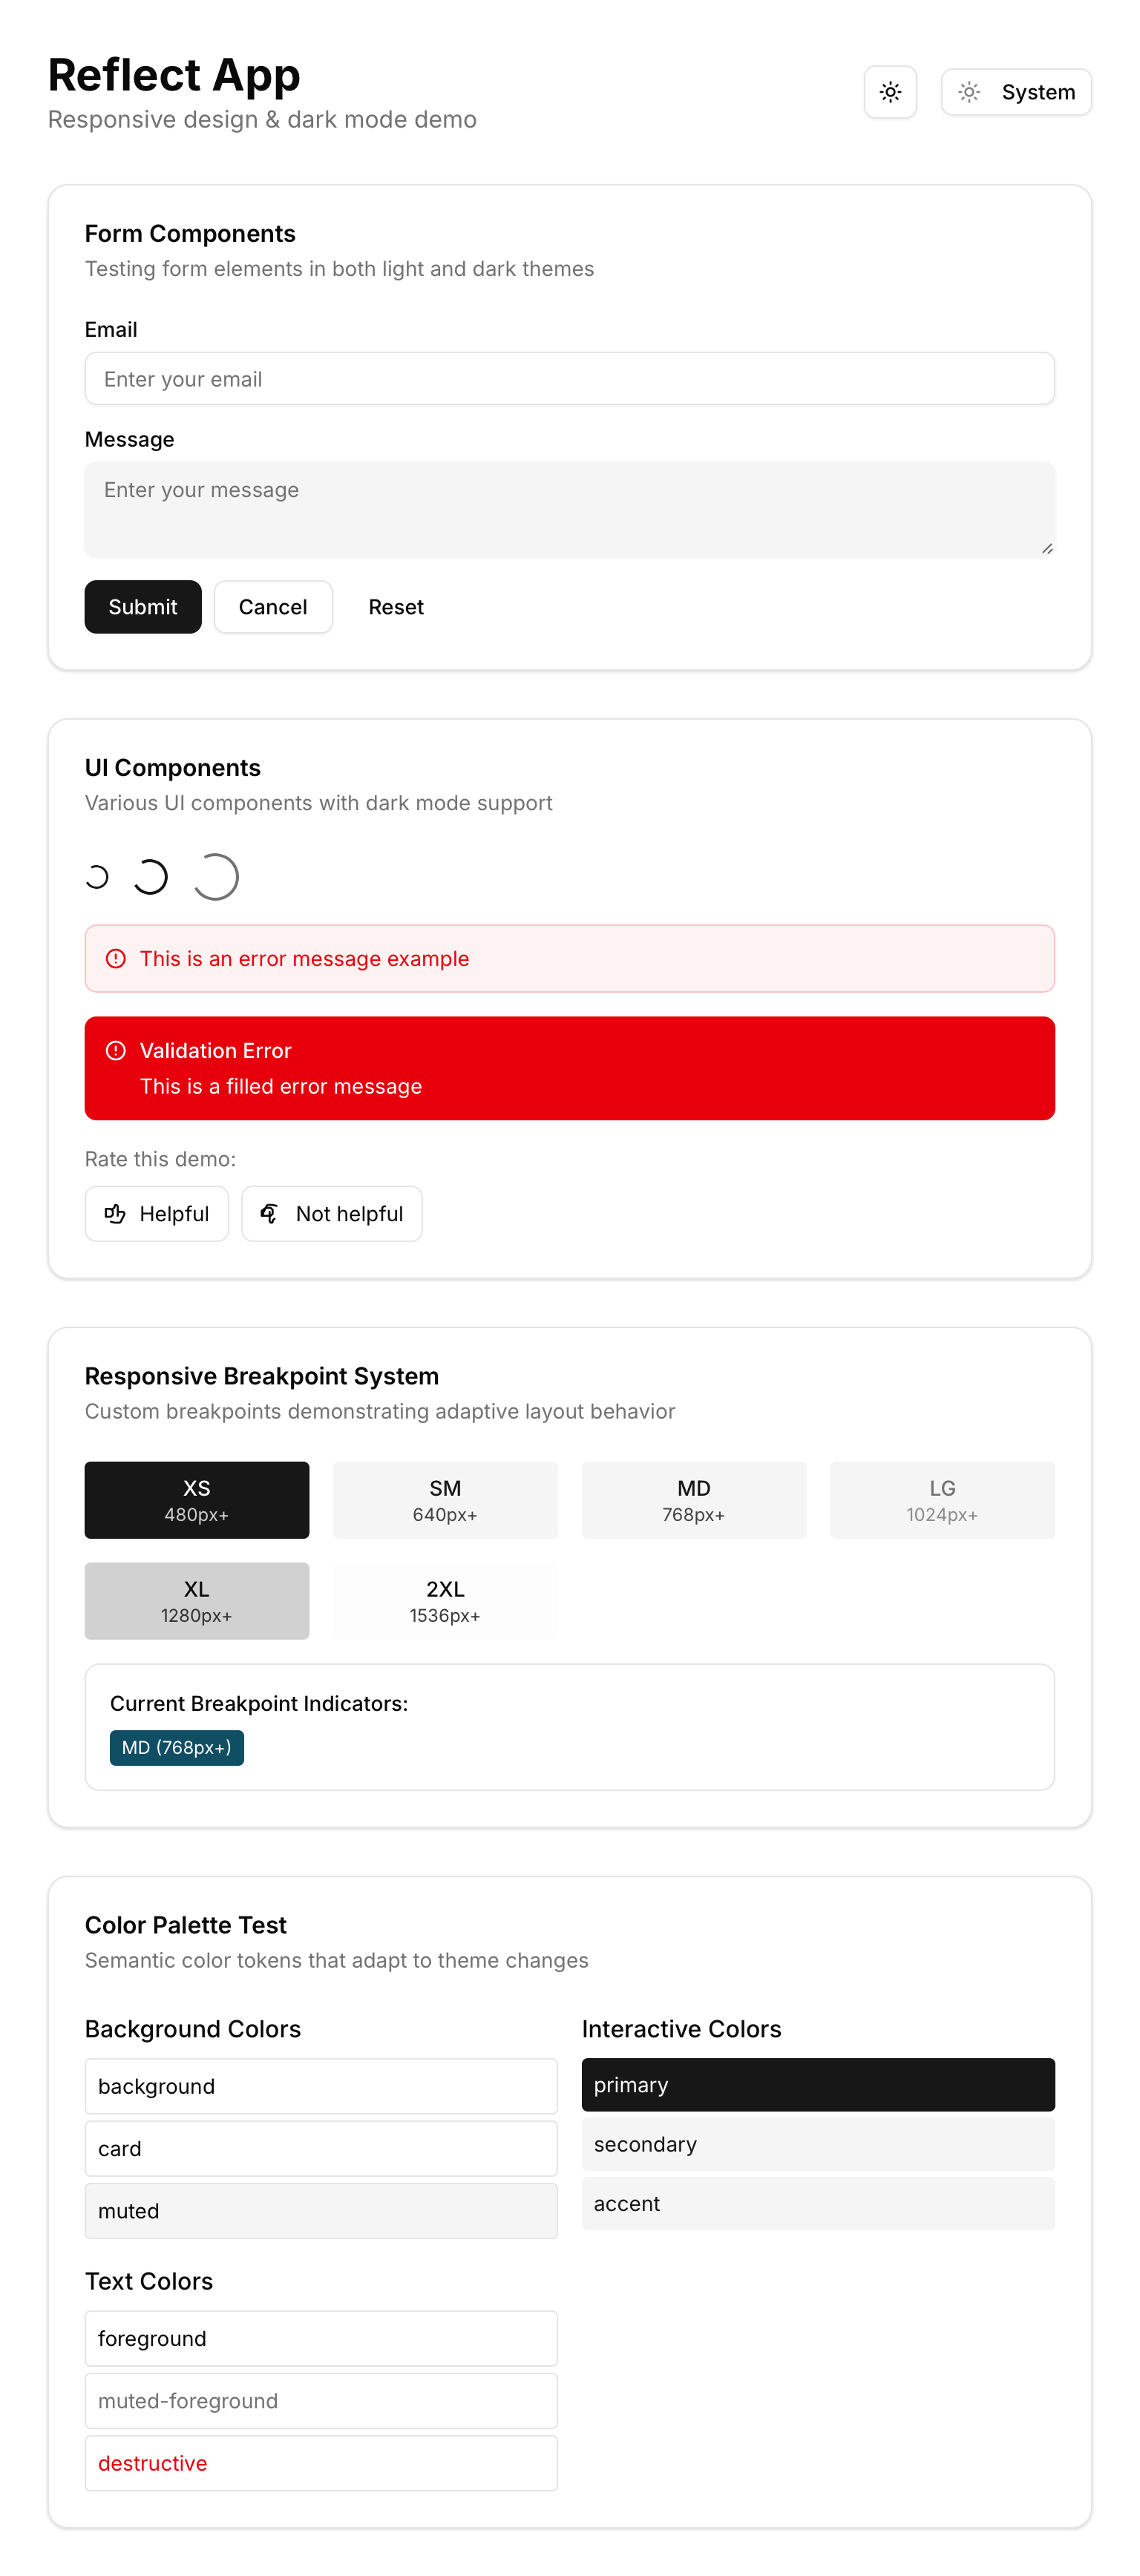 Reflect App
Responsive design & dark mode demo
System
Form Components
Testing form elements in both light and dark themes
Email
Enter your email
Message
Enter your message
Submit
Cancel
Reset
UI Components
Various UI components with dark mode support
This is an error message example
Validation Error
This is a filled error message
Rate this demo:
Helpful
Not helpful
Responsive Breakpoint System
Custom breakpoints demonstrating adaptive layout behavior
XS
480px+
SM
640px+
MD
768px+
LG
1024px+
XL
1280px+
2XL
1536px+
Current Breakpoint Indicators:
MD (768px+)
Color Palette Test
Semantic color tokens that adapt to theme changes
Background Colors
background
card
muted
Interactive Colors
primary
secondary
accent
Text Colors
foreground
muted-foreground
destructive